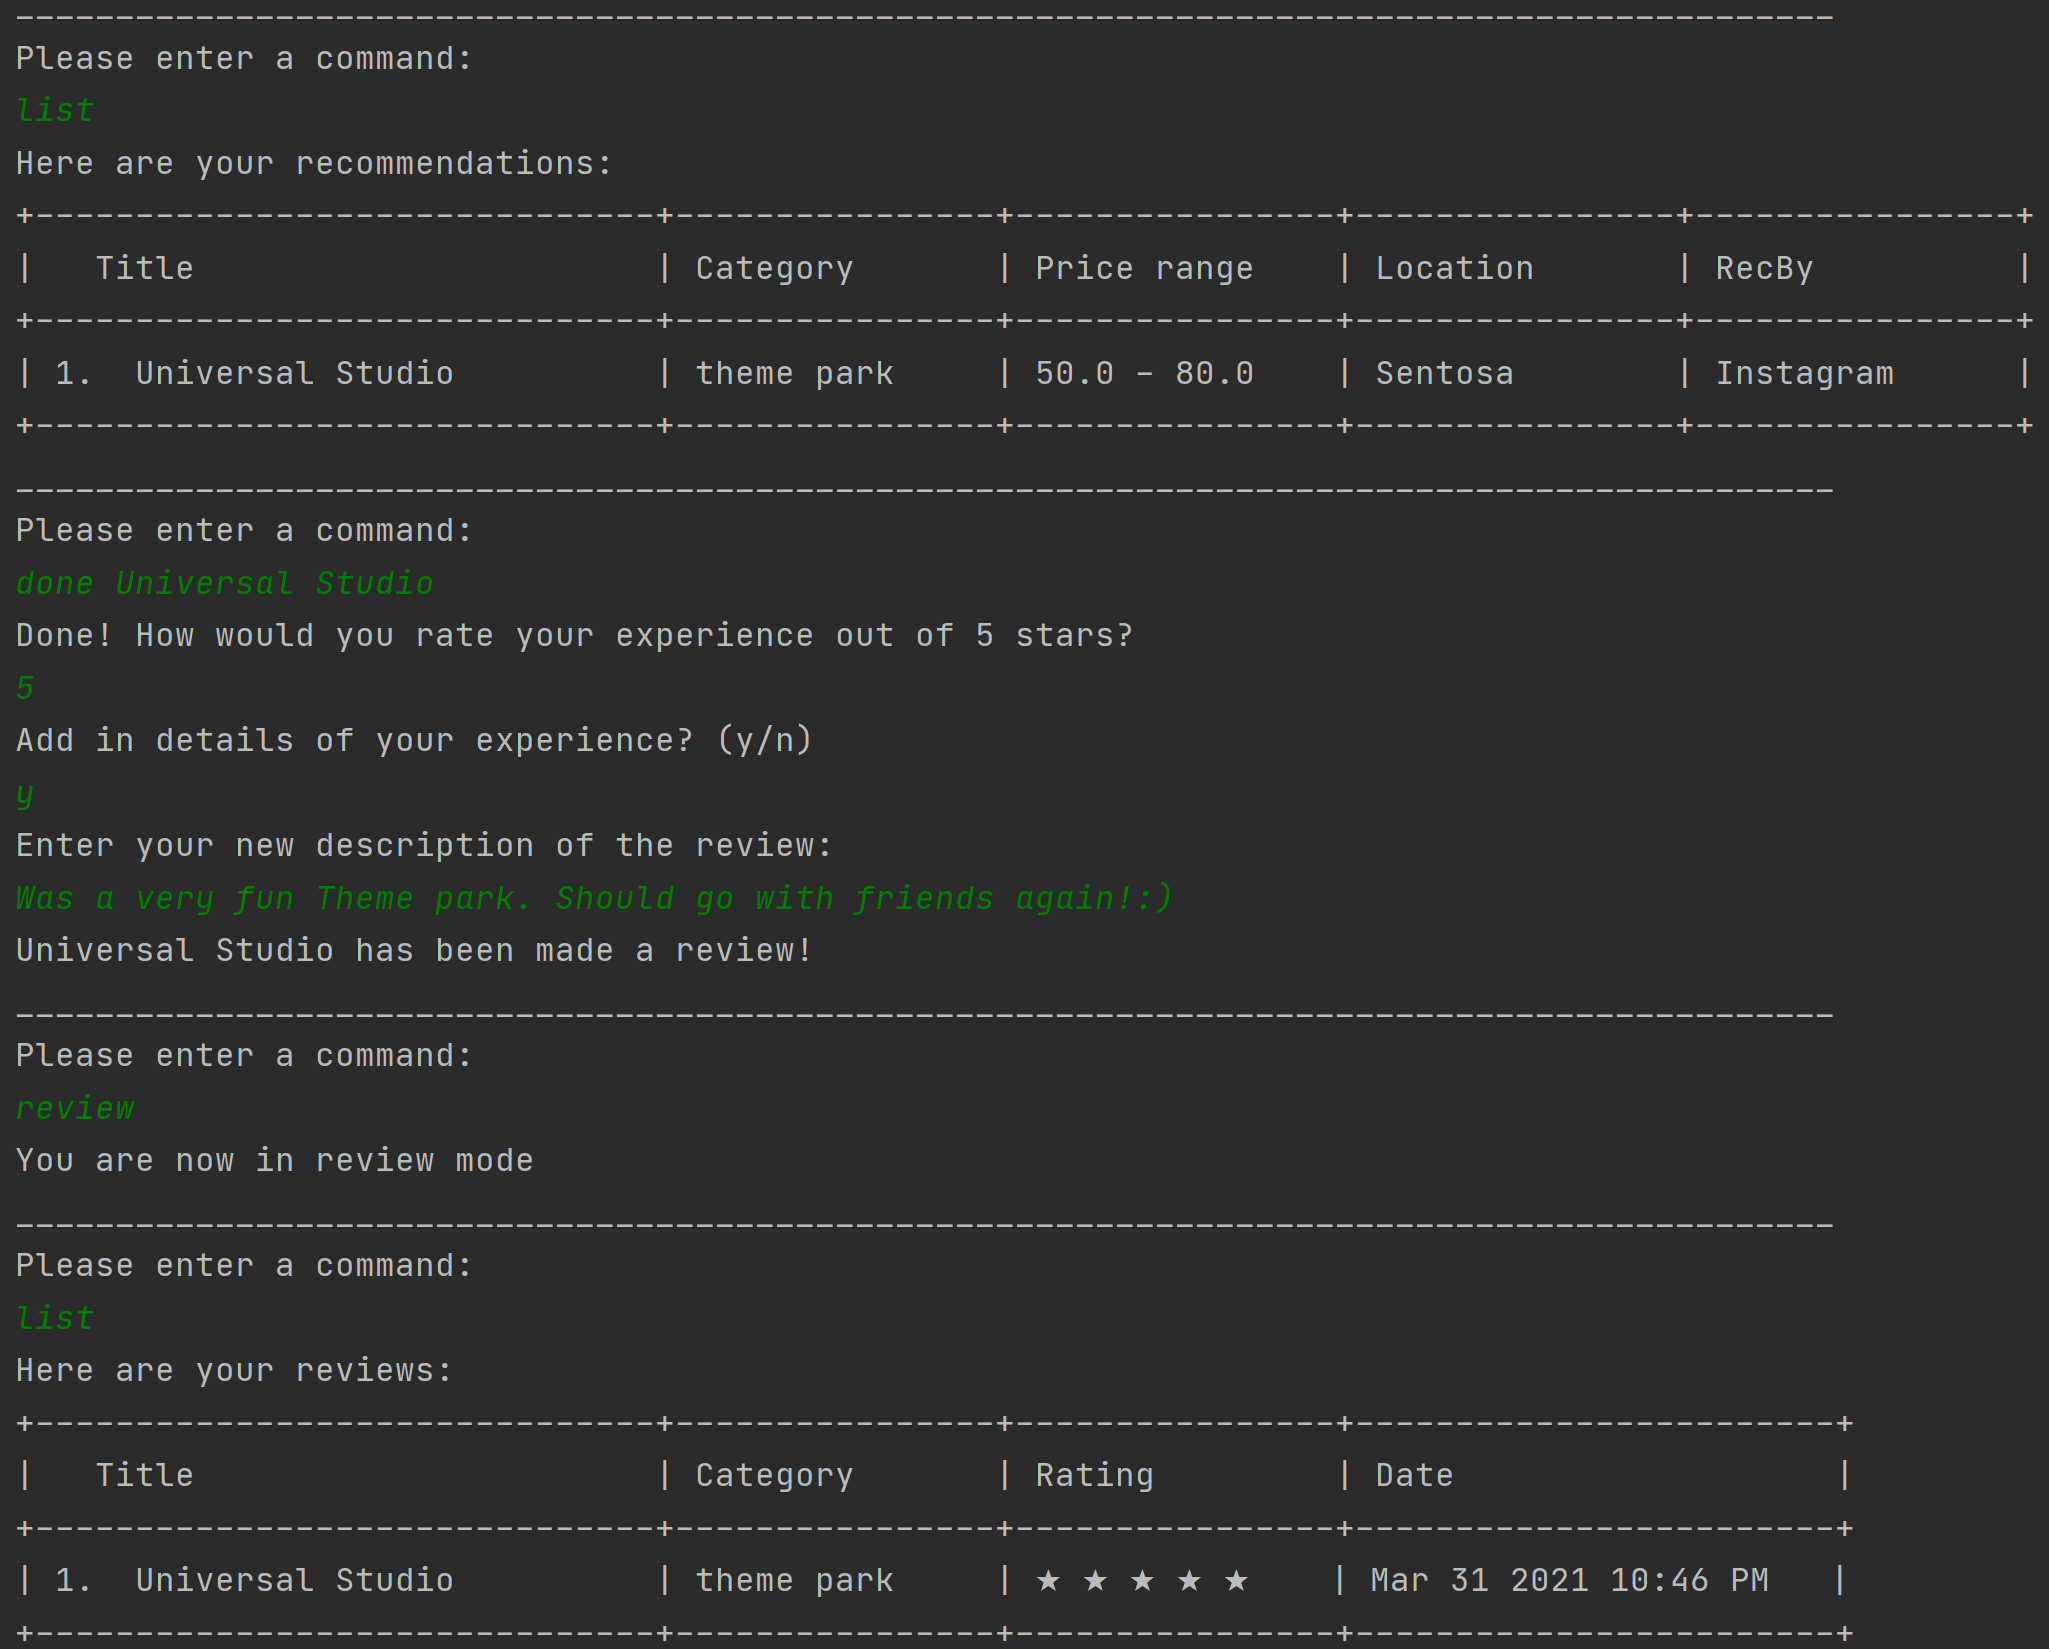 -------------------------------------------------------------------------------------------
Please enter a command:
list
Here are your recommendations:
+-------------------------------+----------------+----------------+----------------+----------------+
|   Title                       | Category       | Price range    | Location       | RecBy          |
+-------------------------------+----------------+----------------+----------------+----------------+
| 1.  Universal Studio          | theme park     | 50.0 - 80.0    | Sentosa        | Instagram      |
+-------------------------------+----------------+----------------+----------------+----------------+
-------------------------------------------------------------------------------------------
Please enter a command:
done Universal Studio
Done! How would you rate your experience out of 5 stars?
5
Add in details of your experience? (y/n)
y
Enter your new description of the review:
Was a very fun Theme park. Should go with friends again!:)
Universal Studio has been made a review!
-------------------------------------------------------------------------------------------
Please enter a command:
review
You are now in review mode
-------------------------------------------------------------------------------------------
Please enter a command:
list
Here are your reviews:
+-------------------------------+----------------+----------------+------------------------+
|   Title                       | Category       | Rating         | Date                   |
+-------------------------------+----------------+----------------+------------------------+
| 1.  Universal Studio          | theme park     | ★ ★ ★ ★ ★    | Mar 31 2021 10:46 PM   |
+-------------------------------+----------------+----------------+------------------------+